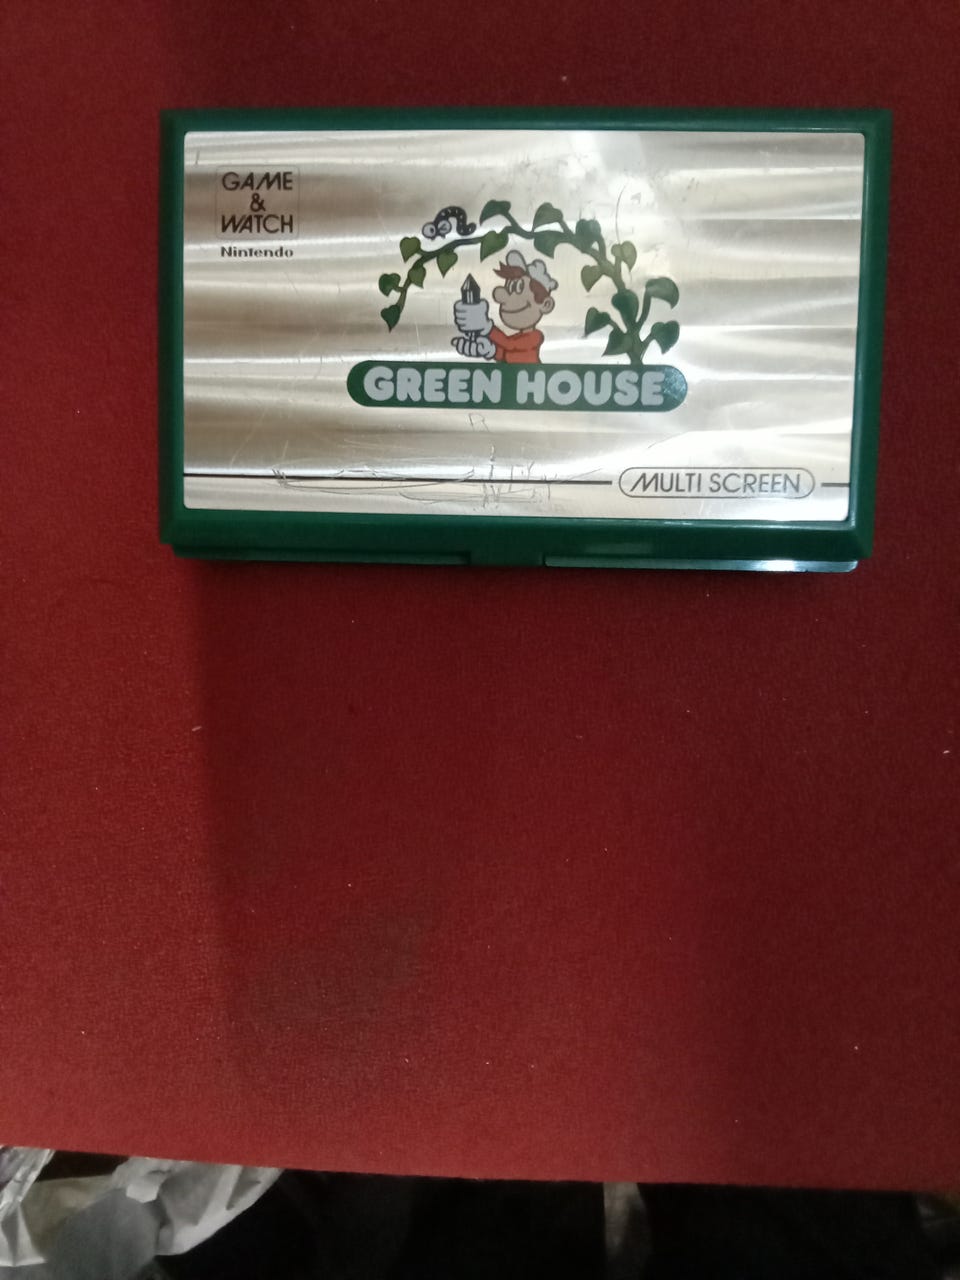 GAME
&
WATCH
Nintendo
GREEN HOUSE
MULTI SCREEN